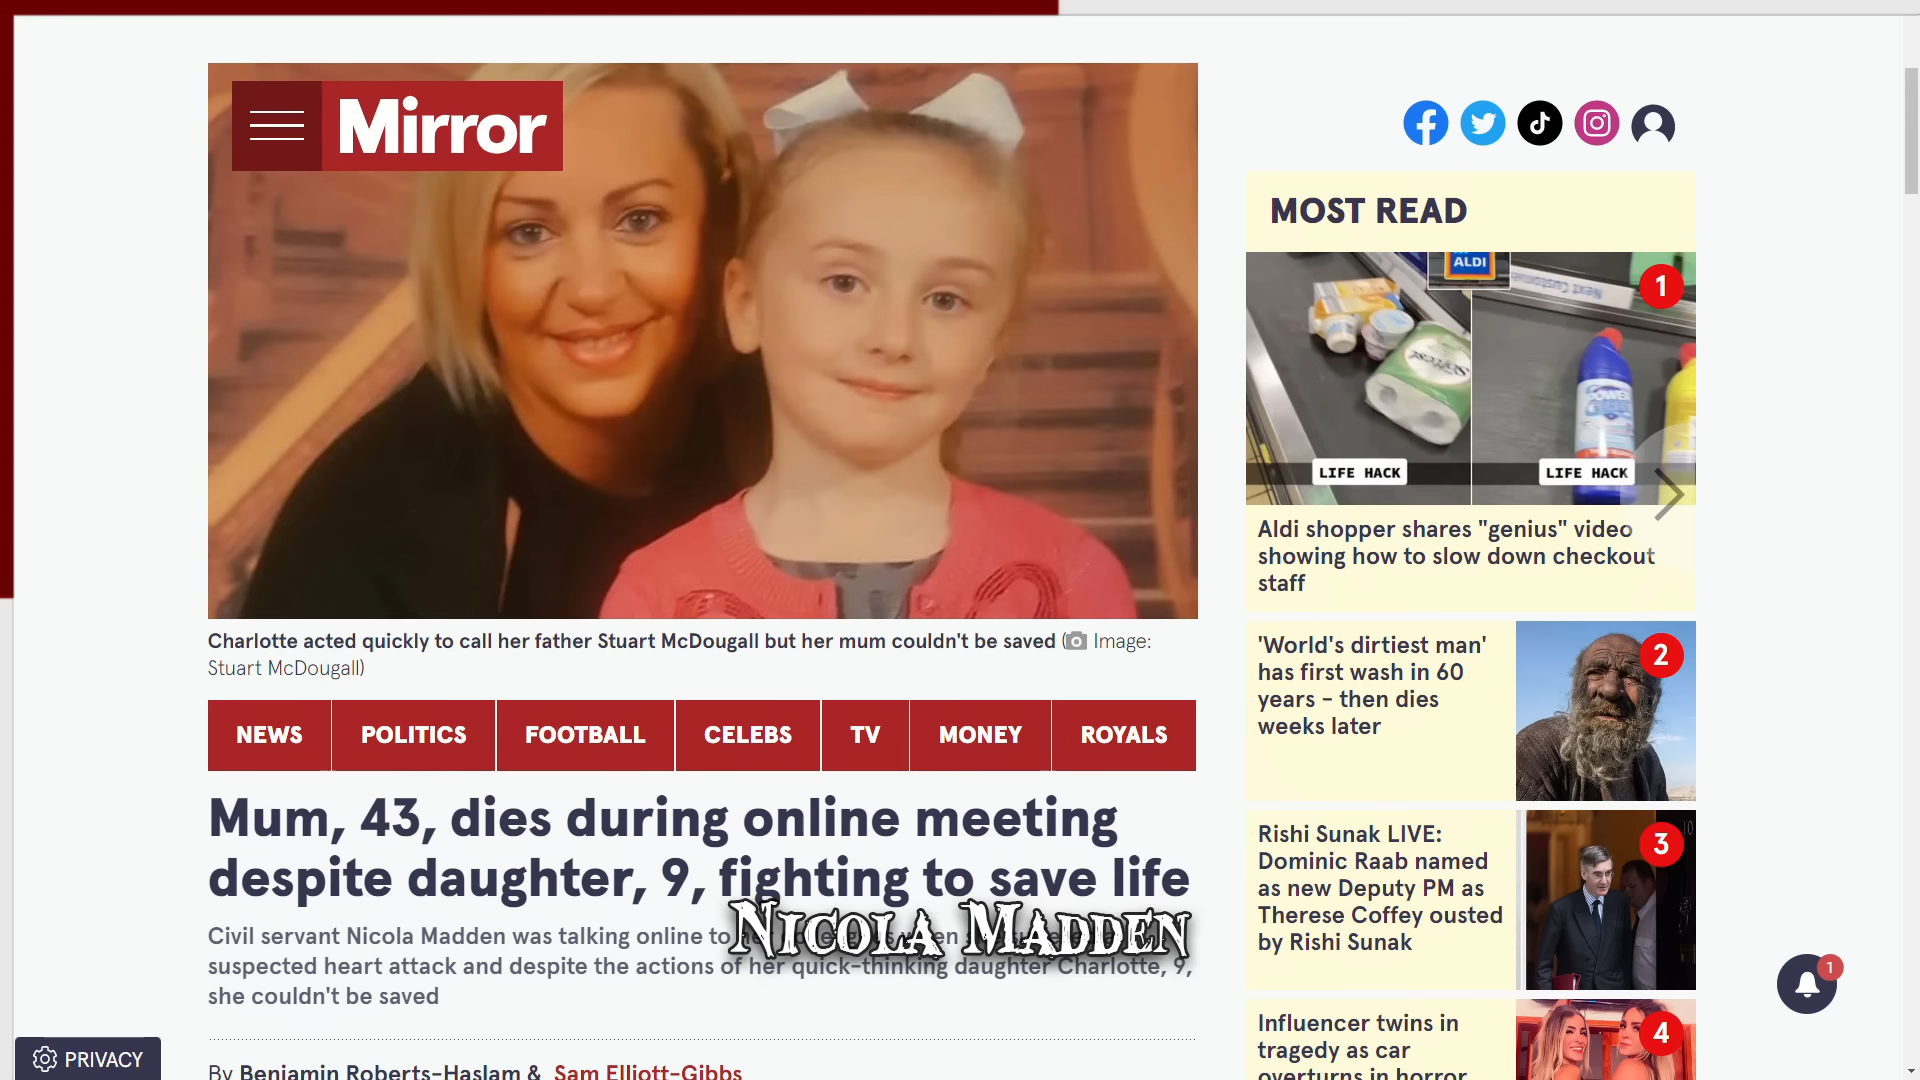 Mirror
Charlotte acted quickly to call her father Stuart McDougall but her mum couldn't be saved ( Image:
Stuart McDougall)
NEWS POLITICS FOOTBALL CELEBS TV MONEY ROYALS
Mum, 43, dies during online meeting
despite daughter, 9, fighting to save life
Civil servant Nicola Madden was talking online to
NICOLA MADDEN
suspected heart attack and despite the actions of her quick-thinking daughter Charlotte, 9,
she couldn't be saved
By Benjamin Roberts-Haslam & Sam Elliott-Gibbs
PRIVACY
MOST READ
ALDI
Next Customer
1
LIFE HACK LIFE HACK
Aldi shopper shares "genius" video
showing how to slow down checkout
staff
'World's dirtiest man'
has first wash in 60
years - then dies
weeks later
2
Rishi Sunak LIVE:
Dominic Raab named
as new Deputy PM as
Therese Coffey ousted
by Rishi Sunak
3
10
Influencer twins in
tragedy as car
overturns in horror
4
1